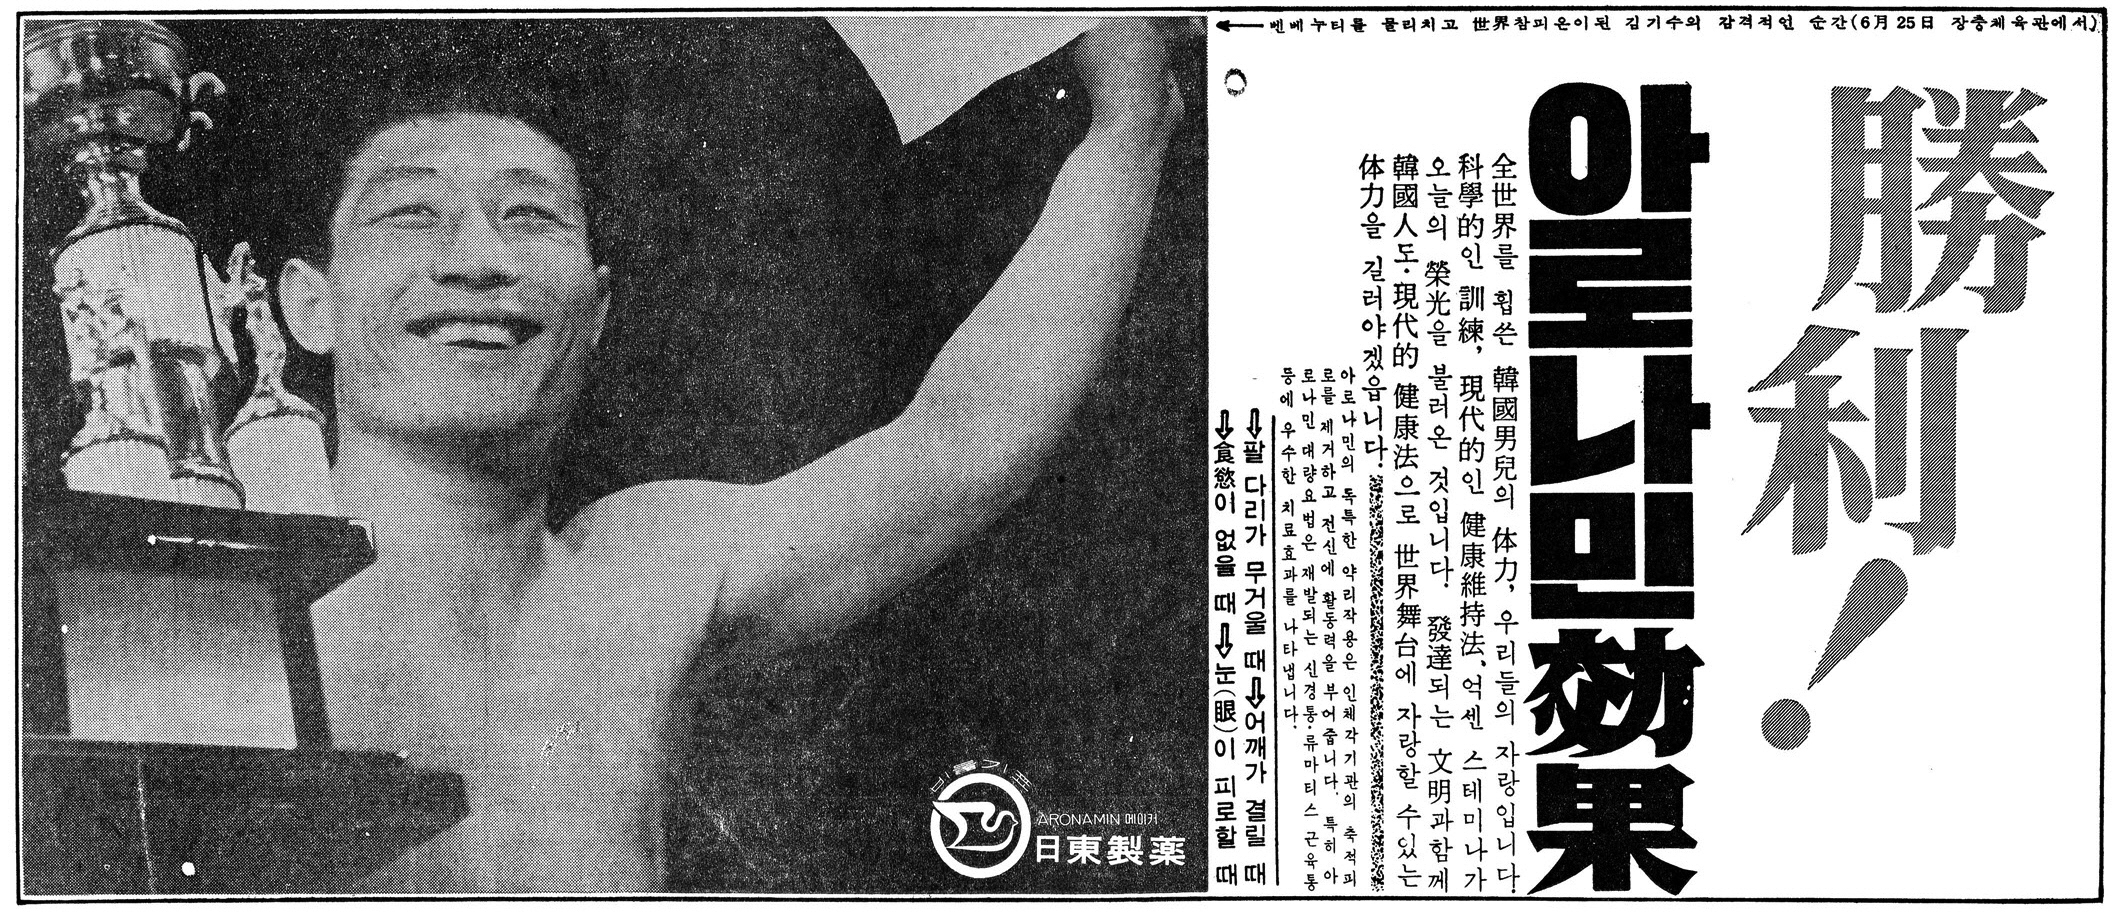 벤베누티를 물리치고 世界참피온이된 김기수의 감격적인 순간(6月 25日 장충체육관에서)
勝利!
아로나민効果
全世界를 휩쓴 韓國男兒의 体力, 우리들의 자랑입니다.
科學的인 訓練, 現代的인 健康維持法、억센 스테미나가
오늘의 榮光을 불러온 것입니다. 發達되는 文明과함께
韓國人도·現代的 健康法으로 世界舞台에 자랑할 수있는
体力을 길러야겠읍니다.
아로나민의 독특한 약리작용은 인체각기관의 축적피
로를 제거하고 전신에 활동력을 부어줍니다. 특히 아
로나민 대량요법은 재발되는 신경통·류마티스 근육통
등에 우수한 치료효과를 나타냅니다.
⇩팔 다리가 무거울 때⇩어깨가 결릴 때
⇩食慾이 없을 때⇩눈(眼)이 피로할 때
비둘기표
ARONAMIN 메이커
日東製薬